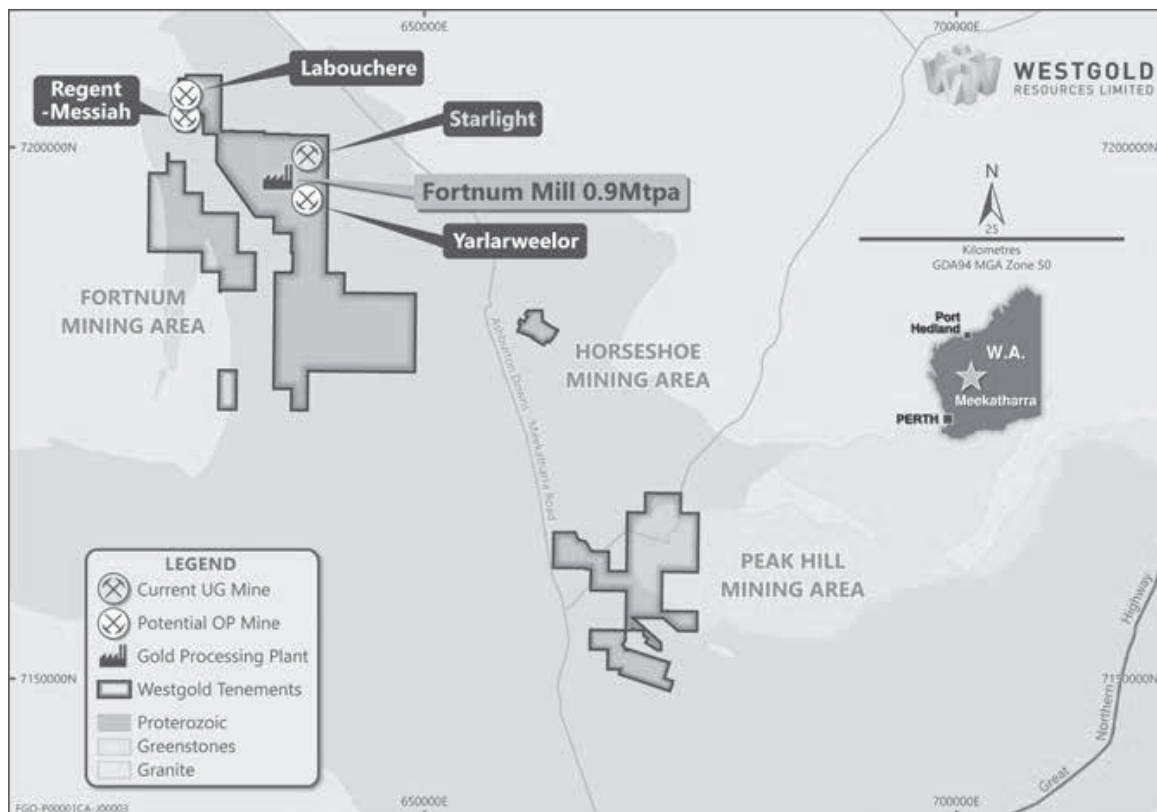 650000E
700000E
WESTGOLD
RESOURCES LIMITED
Labouchere
Regent
-Messiah
Starlight
7200000N
7200000N
Fortnum Mill 0.9Mtpa
N
25
Kilometres
GDA94 MGA Zone 50
Yarlarweelor
FORTNUM
MINING AREA
Port
Hedland
W.A.
Meekatharra
PERTH
HORSESHOE
MINING AREA
Ashburton Downs - Meekatharra Road
PEAK HILL
MINING AREA
LEGEND
Current UG Mine
Potential OP Mine
Gold Processing Plant
Westgold Tenements
Proterozoic
Greenstones
Granite
7150000N
7150000N
Great Northern Highway
FGO-P00001CA-J00003
650000E
700000E